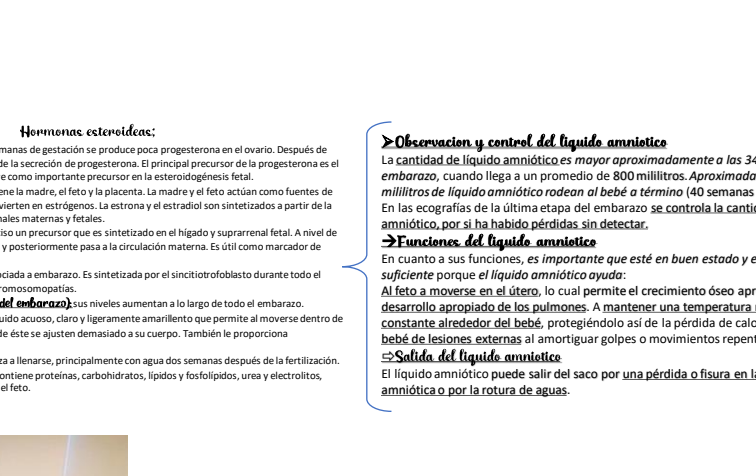 Hormonas esteroideas:
manas de gestación se produce poca progesterona en el ovario. Después de
de la secreción de progesterona. El principal precursor de la progesterona es el
e como importante precursor en la esteroidogénesis fetal.
ene la madre, el feto y la placenta. La madre y el feto actúan como fuentes de
vierten en estrógenos. La estrona y el estradiol son sintetizados a partir de la
nales maternas y fetales.
iso un precursor que es sintetizado en el hígado y suprarrenal fetal. A nivel de
y posteriormente pasa a la circulación materna. Es útil como marcador de
ociada a embarazo. Es sintetizada por el sincitiotrofoblasto durante todo el
romosomopatías.
del embarazo): sus niveles aumentan a lo largo de todo el embarazo.
uido acuoso, claro y ligeramente amarillento que permite al moverse dentro de
de éste se ajusten demasiado a su cuerpo. También le proporciona
za a llenarse, principalmente con agua dos semanas después de la fertilización.
ontiene proteínas, carbohidratos, lípidos y fosfolípidos, urea y electrolitos,
el feto.
➢Observacion y control del liquido amniotico
La cantidad de líquido amniótico es mayor aproximadamente a las 34
embarazo, cuando llega a un promedio de 800 mililitros. Aproximada
mililitros de líquido amniótico rodean al bebé a término (40 semanas
En las ecografías de la última etapa del embarazo se controla la cantic
amniótico, por si ha habido pérdidas sin detectar.
→Funciones del liquido amniotico
En cuanto a sus funciones, es importante que esté en buen estado y e
suficiente porque el líquido amniótico ayuda:
Al feto a moverse en el útero, lo cual permite el crecimiento óseo apr
desarrollo apropiado de los pulmones. A mantener una temperatura r
constante alrededor del bebé, protegiéndolo así de la pérdida de calo
bebé de lesiones externas al amortiguar golpes o movimientos repent
⇨Salida del liquido amniotico
El líquido amniótico puede salir del saco por una pérdida o fisura en la
amniótica o por la rotura de aguas.